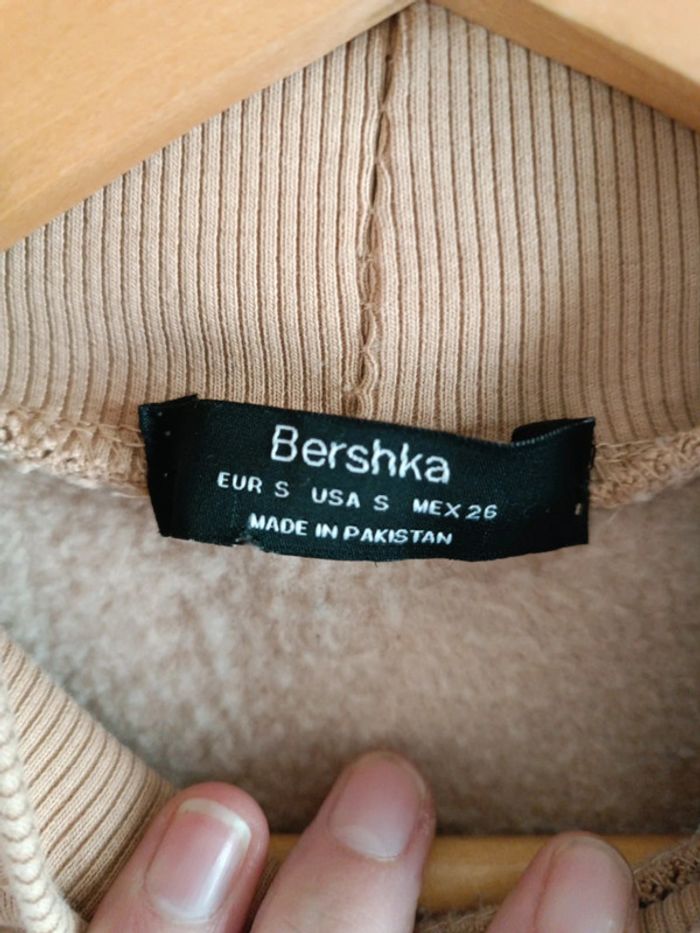 Bershka
EUR S USA S MEX 26
MADE IN PAKISTAN